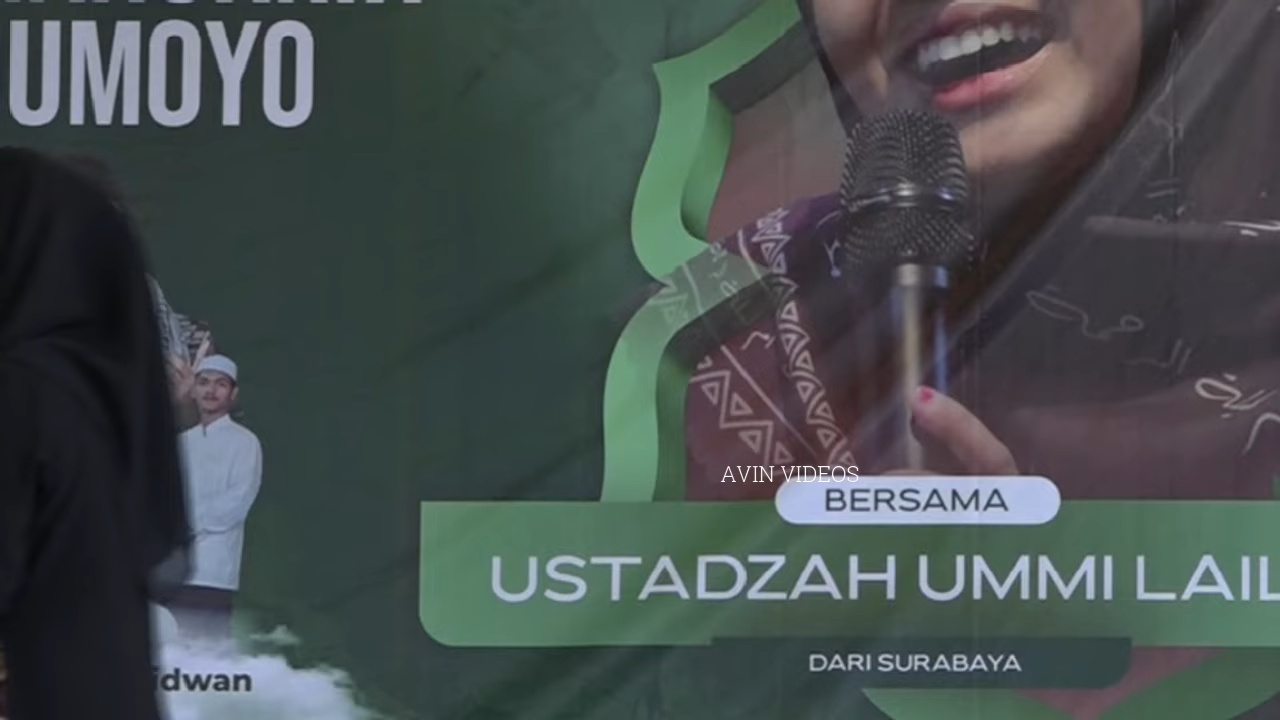 UMOYO
AVIN VIDEOS
BERSAMA
USTADZAH UMMI LAIL
DARI SURABAYA
idwan